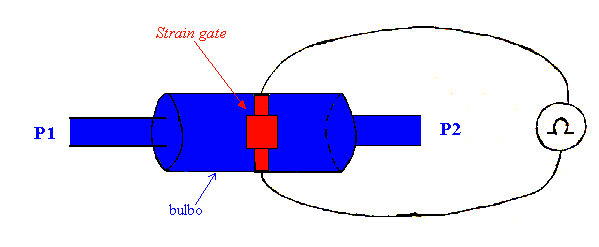 Strain gate
P1
P2
Ω
bulbo